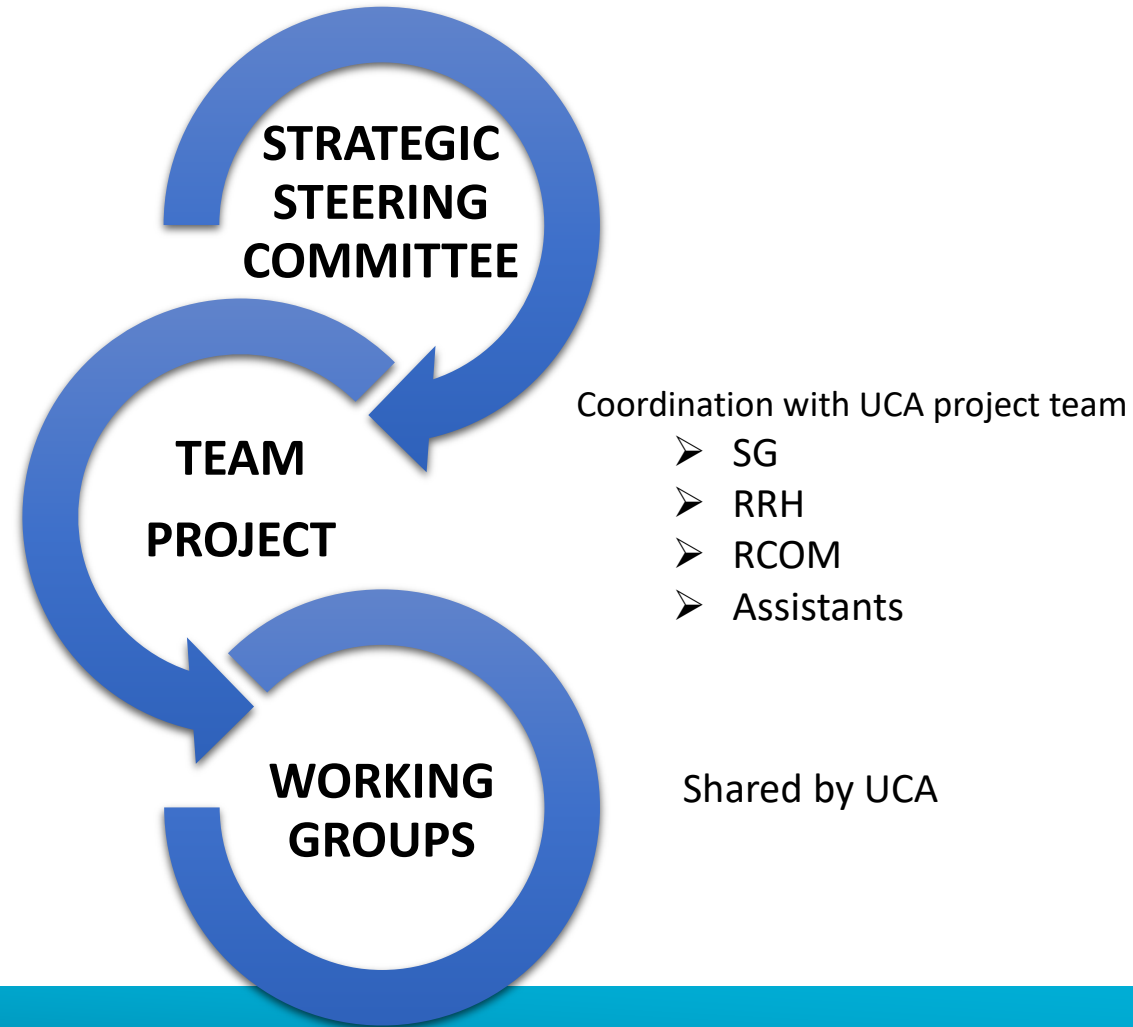 STRATEGIC
STEERING
COMMITTEE
TEAM
PROJECT
Coordination with UCA project team
➢ SG
➢ RRH
➢ RCOM
➢ Assistants
WORKING
GROUPS
Shared by UCA